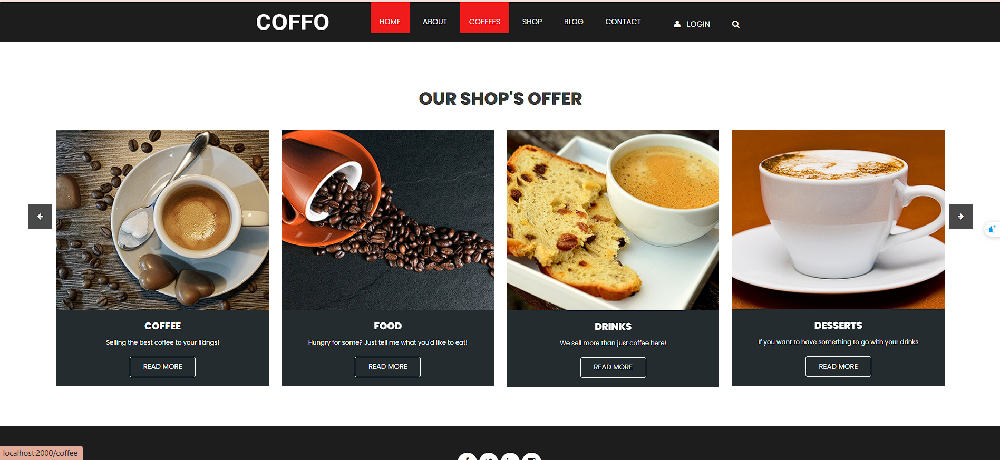 COFFO
HOME ABOUT COFFEES SHOP BLOG CONTACT LOGIN
OUR SHOP'S OFFER
COFFEE
Selling the best coffee to your likings!
READ MORE
FOOD
Hungry for some? Just tell me what you'd like to eat!
READ MORE
DRINKS
We sell more than just coffee here!
READ MORE
DESSERTS
If you want to have something to go with your drinks
READ MORE
localhost:2000/coffee